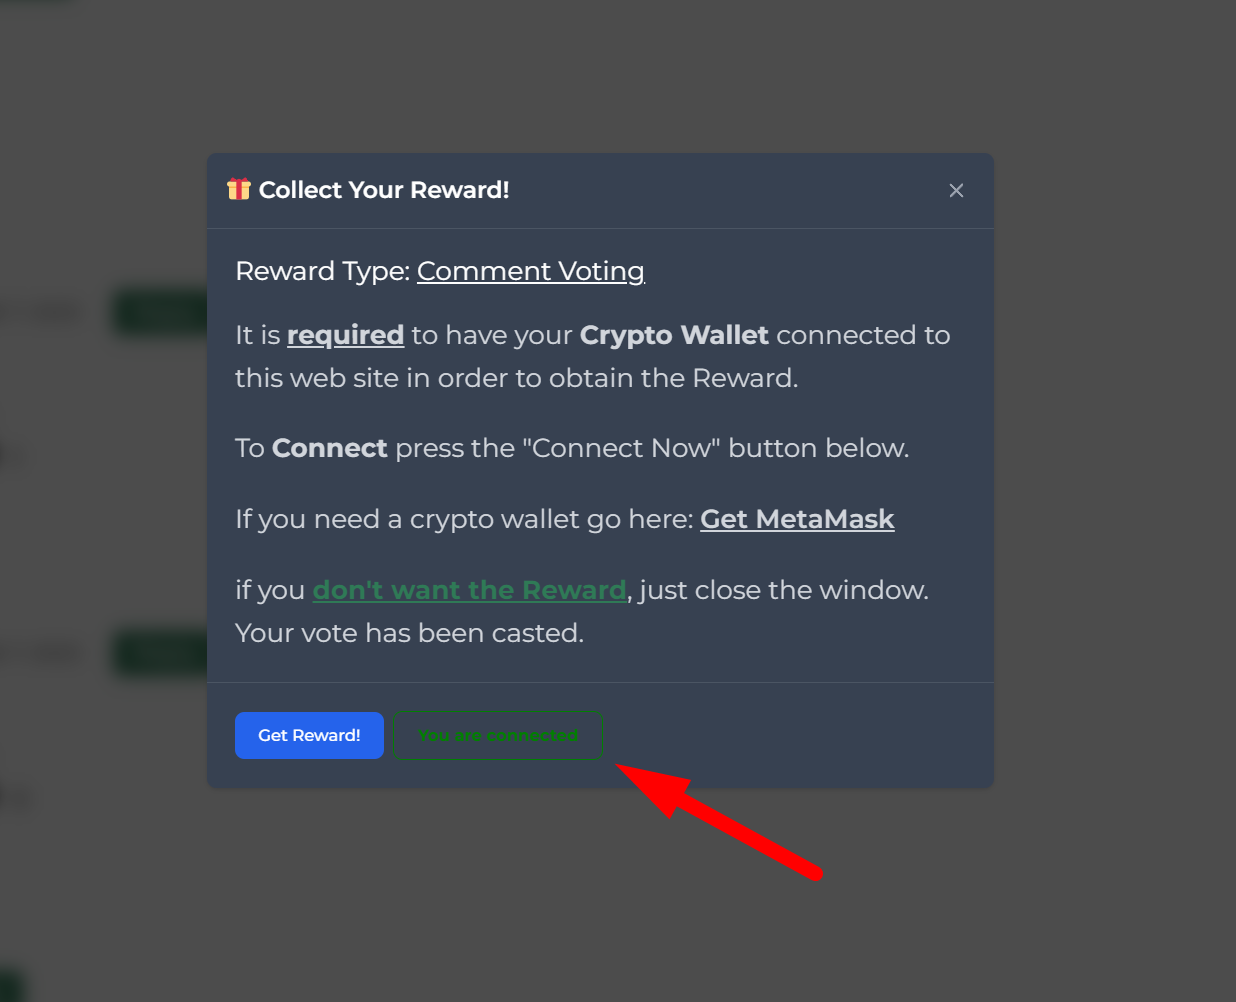 Collect Your Reward!
Reward Type: Comment Voting
It is required to have your Crypto Wallet connected to
this web site in order to obtain the Reward.
To Connect press the "Connect Now" button below.
If you need a crypto wallet go here: Get MetaMask
if you don't want the Reward, just close the window.
Your vote has been casted.
Get Reward! You are connected